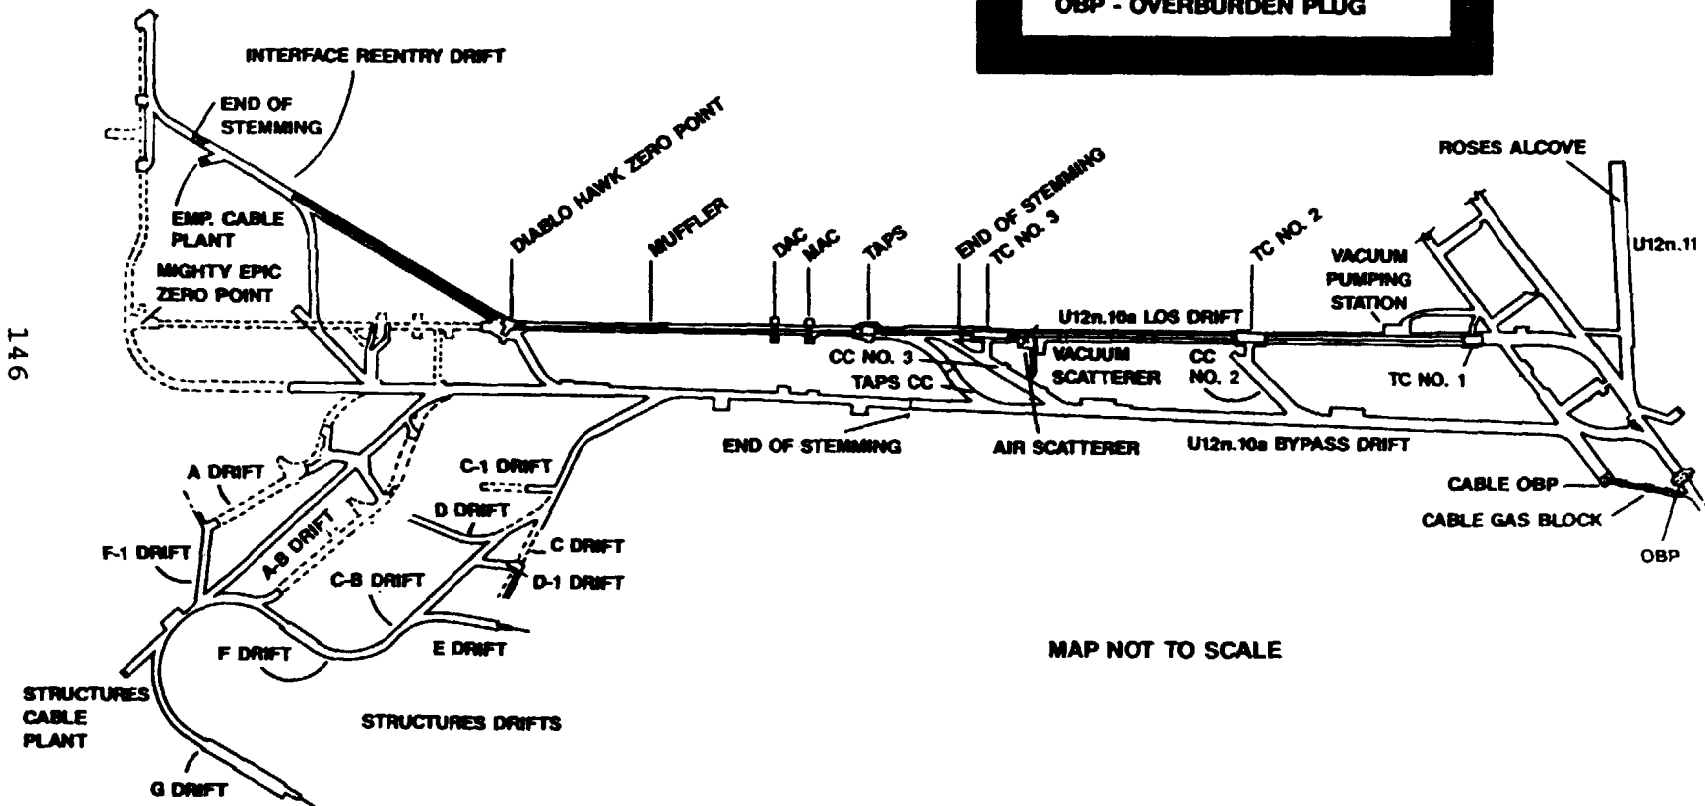 OBP - OVERBURDEN PLUG
INTERFACE REENTRY DRIFT
END OF
STEMMING
EMP. CABLE
PLANT
MIGHTY EPIC
ZERO POINT
DIABLO HAWK ZERO POINT
MUFFLER
DAC
MAC
TAPS
END OF STEMMING
TC NO. 3
TC NO. 2
ROSES ALCOVE
U12n.11
VACUUM
PUMPING
STATION
U12n.10a LOS DRIFT
CC NO. 3
TAPS CC
VACUUM
SCATTERER
CC
NO. 2
TC NO. 1
END OF STEMMING
AIR SCATTERER
U12n.10a BYPASS DRIFT
CABLE OBP
CABLE GAS BLOCK
OBP
146
A DRIFT
C-1 DRIFT
D DRIFT
F-1 DRIFT
A-B DRIFT
C DRIFT
C-B DRIFT
D-1 DRIFT
F DRIFT
E DRIFT
MAP NOT TO SCALE
STRUCTURES
CABLE
PLANT
STRUCTURES DRIFTS
G DRIFT